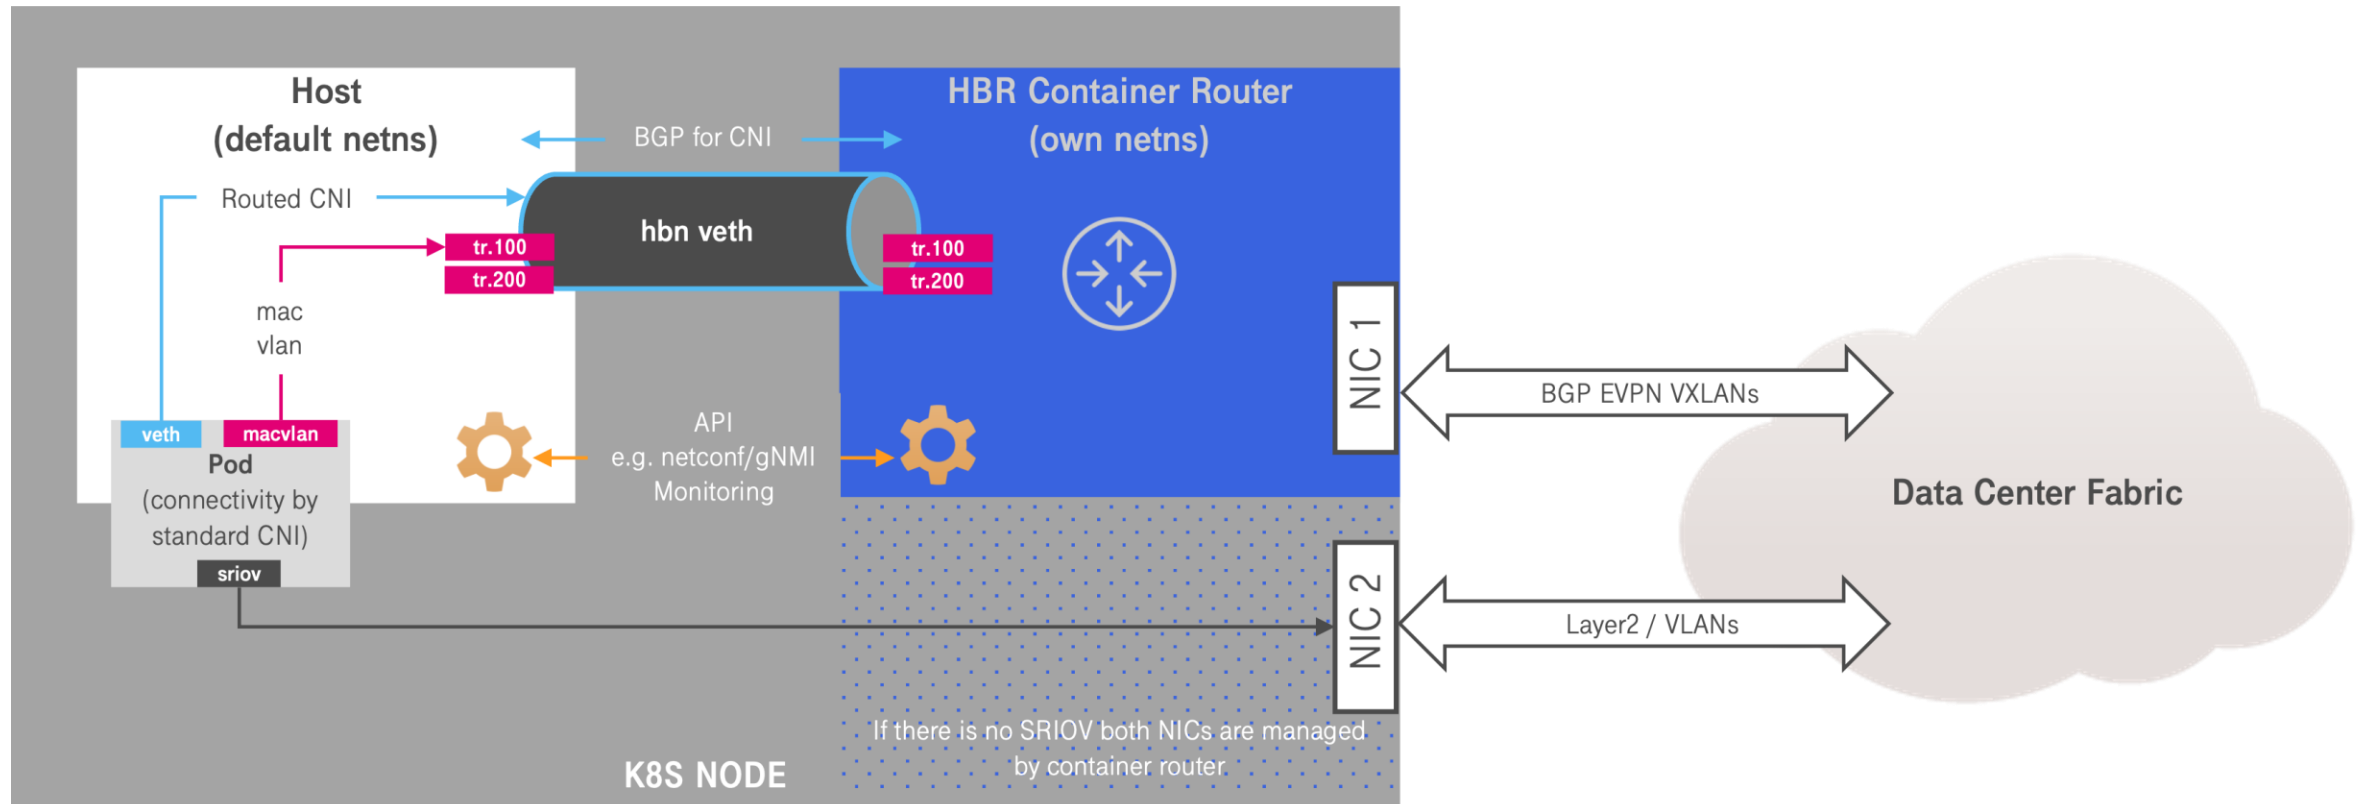 Host
(default netns)
BGP for CNI
HBR Container Router
(own netns)
Routed CNI
hbn veth
tr.100
tr.200
tr.100
tr.200
mac
vlan
veth
macvlan
Pod
(connectivity by
standard CNI)
sriov
API
e.g. netconf/gNMI
Monitoring
NIC 1
BGP EVPN VXLANs
Data Center Fabric
NIC 2
Layer2 / VLANs
If there is no SRIOV both NICs are managed
by container router
K8S NODE